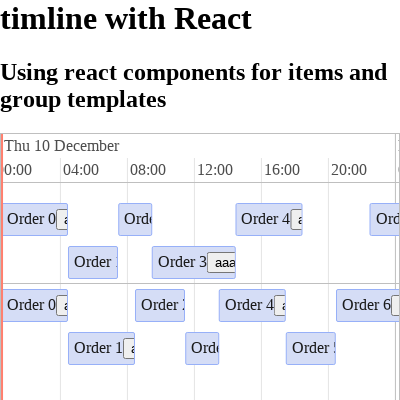 timline with React
Using react components for items and
group templates
Thu 10 December
0:00 04:00 08:00 12:00 16:00 20:00
Order 0 Order 4
Order 3 aaa
Order 0 Order 4 Order 6
Order 1 Order